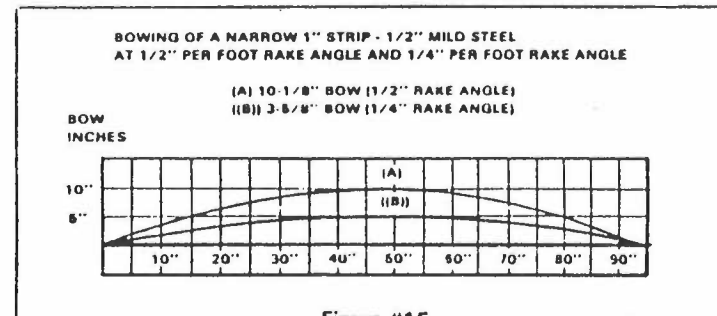 BOWING OF A NARROW 1" STRIP - 1/2" MILD STEEL
AT 1/2" PER FOOT RAKE ANGLE AND 1/4" PER FOOT RAKE ANGLE
(A) 10-1/8" BOW (1/2" RAKE ANGLE)
((B)) 3-5/8" BOW (1/4" RAKE ANGLE)
BOW
INCHES
(A)
10"
((B))
5"
10" 20" 30" 40" 50" 60" 70" 80" 90"
Figure #15